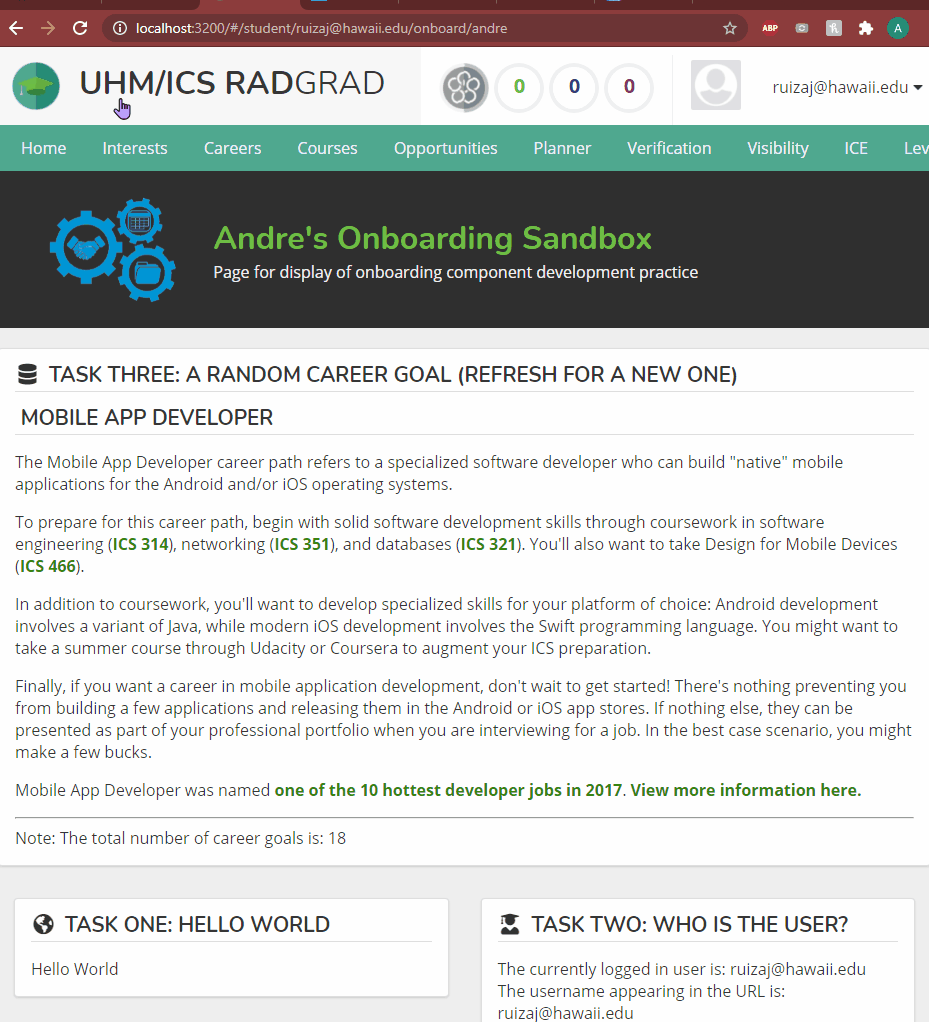 localhost:3200/#/student/ruizaj@hawaii.edu/onboard/andre
ABP
A
UHM/ICS RADGRAD
0
0
0
ruizaj@hawaii.edu
Home Interests Careers Courses Opportunities Planner Verification Visibility ICE Lev
Andre's Onboarding Sandbox
Page for display of onboarding component development practice
TASK THREE: A RANDOM CAREER GOAL (REFRESH FOR A NEW ONE)
MOBILE APP DEVELOPER
The Mobile App Developer career path refers to a specialized software developer who can build "native" mobile
applications for the Android and/or iOS operating systems.
To prepare for this career path, begin with solid software development skills through coursework in software
engineering (ICS 314), networking (ICS 351), and databases (ICS 321). You'll also want to take Design for Mobile Devices
(ICS 466).
In addition to coursework, you'll want to develop specialized skills for your platform of choice: Android development
involves a variant of Java, while modern iOS development involves the Swift programming language. You might want to
take a summer course through Udacity or Coursera to augment your ICS preparation.
Finally, if you want a career in mobile application development, don't wait to get started! There's nothing preventing you
from building a few applications and releasing them in the Android or iOS app stores. If nothing else, they can be
presented as part of your professional portfolio when you are interviewing for a job. In the best case scenario, you might
make a few bucks.
Mobile App Developer was named one of the 10 hottest developer jobs in 2017. View more information here.
Note: The total number of career goals is: 18
TASK ONE: HELLO WORLD
Hello World
TASK TWO: WHO IS THE USER?
The currently logged in user is: ruizaj@hawaii.edu
The username appearing in the URL is:
ruizaj@hawaii.edu